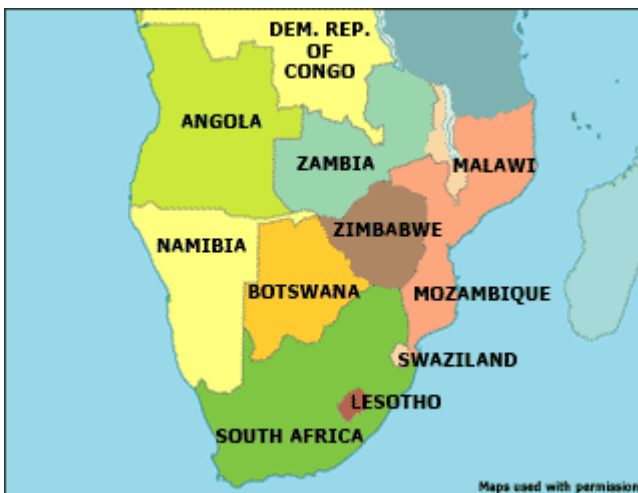 DEM. REP.
OF
CONGO
ANGOLA
ZAMBIA
MALAWI
ZIMBABWE
NAMIBIA
BOTSWANA
MOZAMBIQUE
SWAZILAND
LESOTHO
SOUTH AFRICA
Maps used with permission